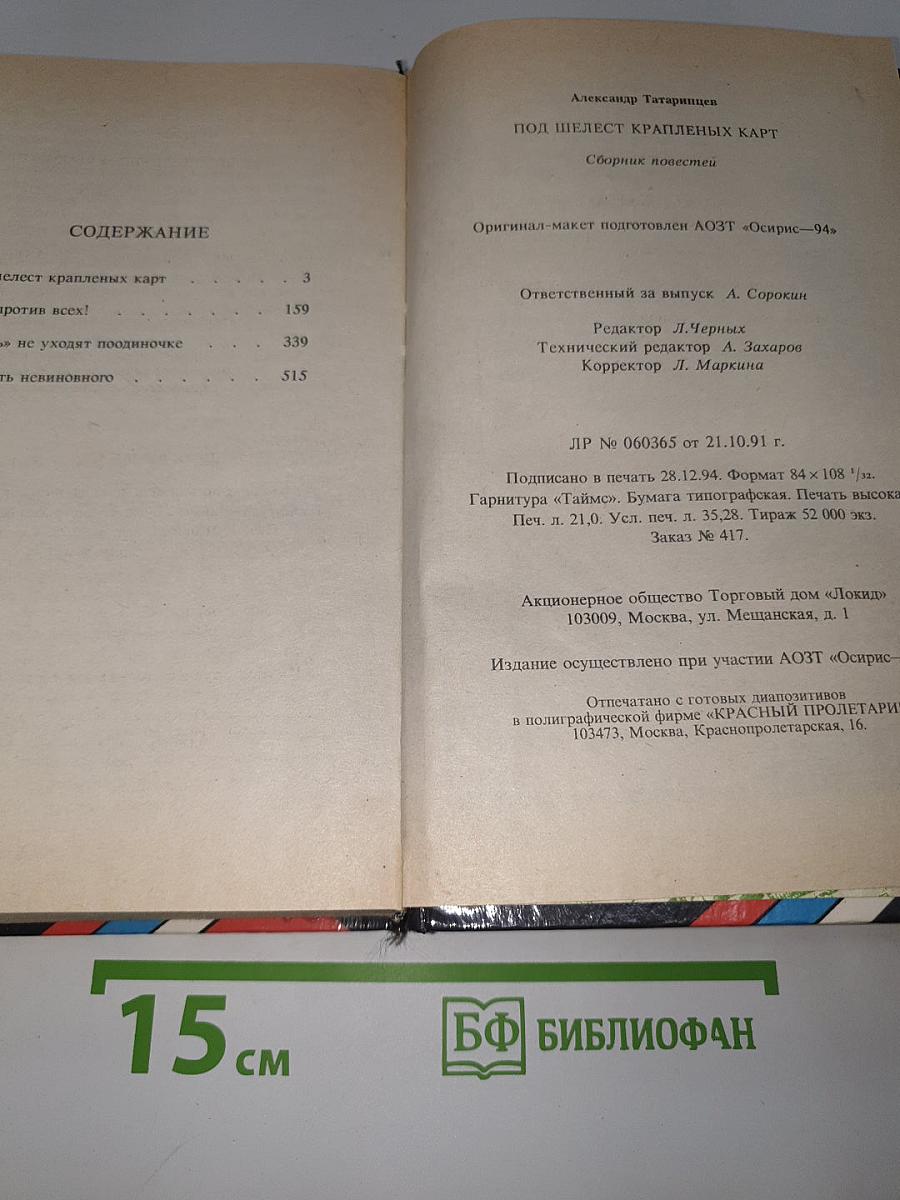 СОДЕРЖАНИЕ
елест крапленых карт . . . . . 3
против всех! . . . . . . . 159
» не уходят поодиночке . . . 339
ть невиновного . . . . . . 515
Александр Татаринцев
ПОД ШЕЛЕСТ КРАПЛЕНЫХ КАРТ
Сборник повестей
Оригинал-макет подготовлен АОЗТ «Осирис—94»
Ответственный за выпуск А. Сорокин
Редактор Л.Черных
Технический редактор А. Захаров
Корректор Л. Маркина
ЛР № 060365 от 21.10.91 г.
Подписано в печать 28.12.94. Формат 84×108 1/32.
Гарнитура «Таймс». Бумага типографская. Печать высока
Печ. л. 21,0. Усл. печ. л. 35,28. Тираж 52 000 экз.
Заказ № 417.
Акционерное общество Торговый дом «Локид»
103009, Москва, ул. Мещанская, д. 1
Издание осуществлено при участии АОЗТ «Осирис—
Отпечатано с готовых диапозитивов
в полиграфической фирме «КРАСНЫЙ ПРОЛЕТАРИ
103473, Москва, Краснопролетарская, 16.
15 см
БФ БИБЛИОФАН